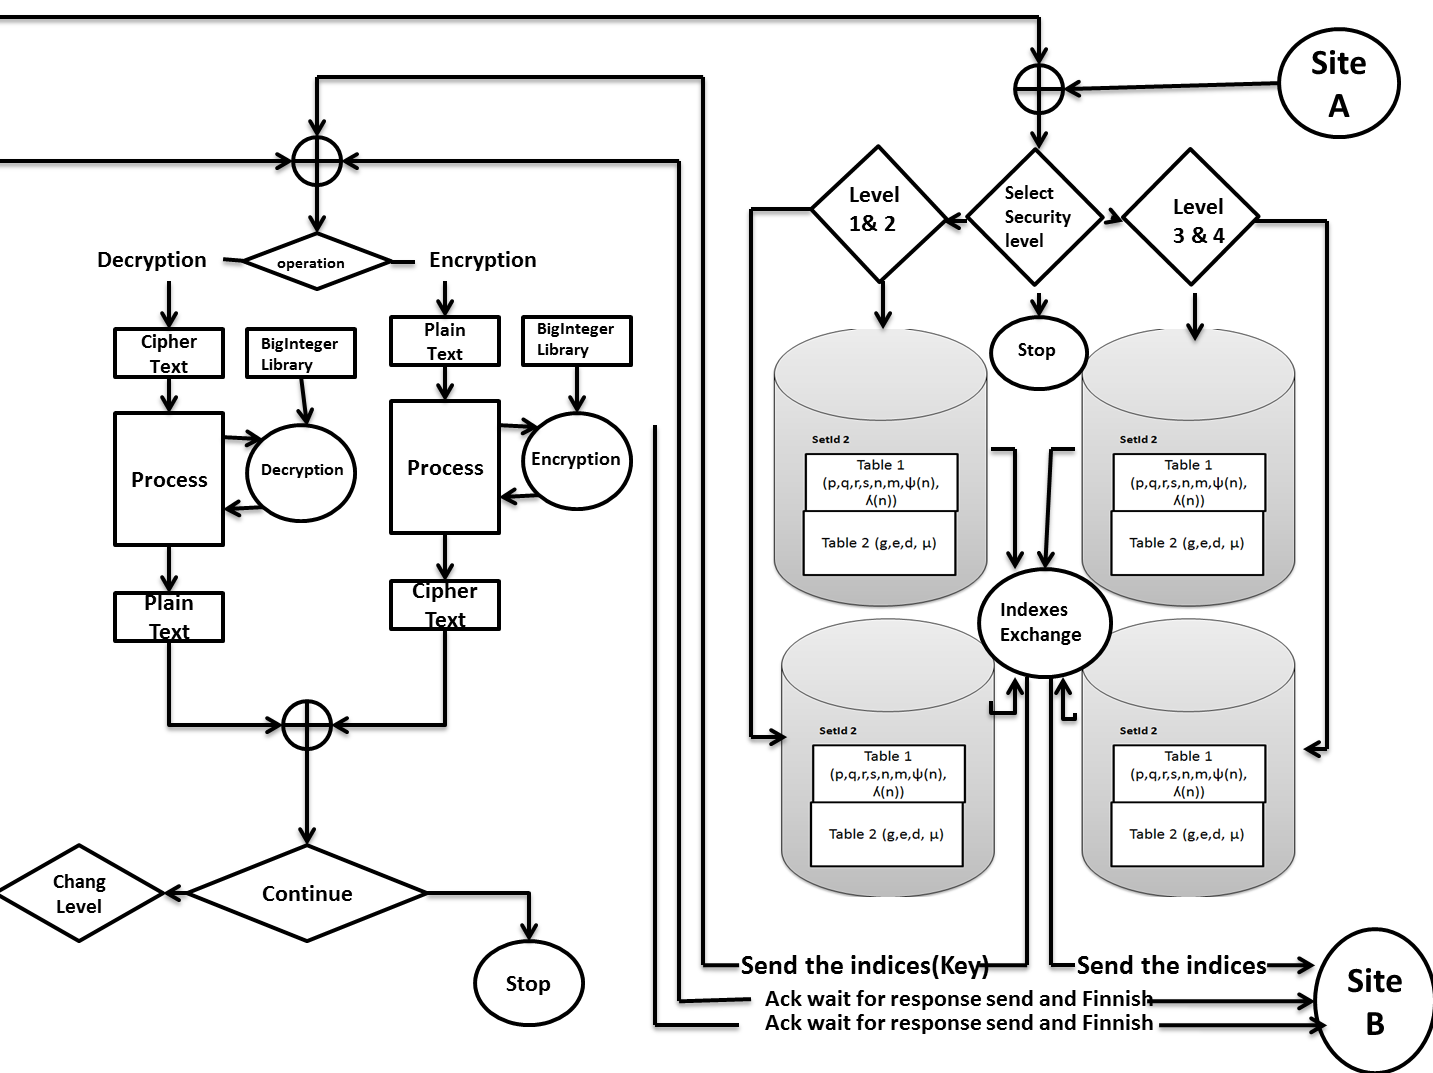 Site
A
Level
1& 2
Select
Security
level
Level
3 & 4
Decryption
operation
Encryption
Cipher
Text
BigInteger
Library
Plain
Text
BigInteger
Library
Stop
Process
Decryption
Process
Encryption
SetId 2
Table 1
(p,q,r,s,n,m,ψ(n),
ʎ(n))
Table 2 (g,e,d, μ)
SetId 2
Table 1
(p,q,r,s,n,m,ψ(n),
ʎ(n))
Table 2 (g,e,d, μ)
Plain
Text
Cipher
Text
Indexes
Exchange
SetId 2
Table 1
(p,q,r,s,n,m,ψ(n),
ʎ(n))
Table 2 (g,e,d, μ)
SetId 2
Table 1
(p,q,r,s,n,m,ψ(n),
ʎ(n))
Table 2 (g,e,d, μ)
Chang
Level
Continue
Stop
Send the indices(Key)
Send the indices
Ack wait for response send and Finnish
Ack wait for response send and Finnish
Site
B